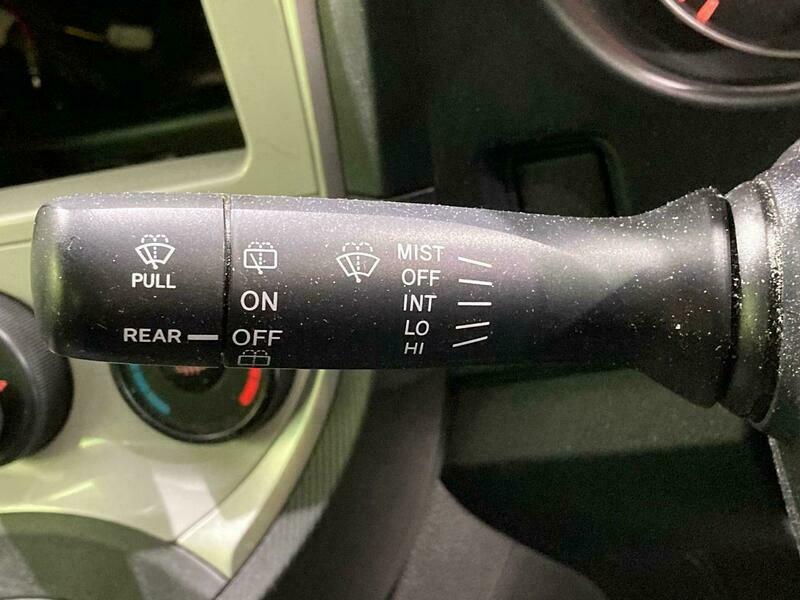 PULL
REAR
ON
OFF
MIST
OFF
INT
LO
HI